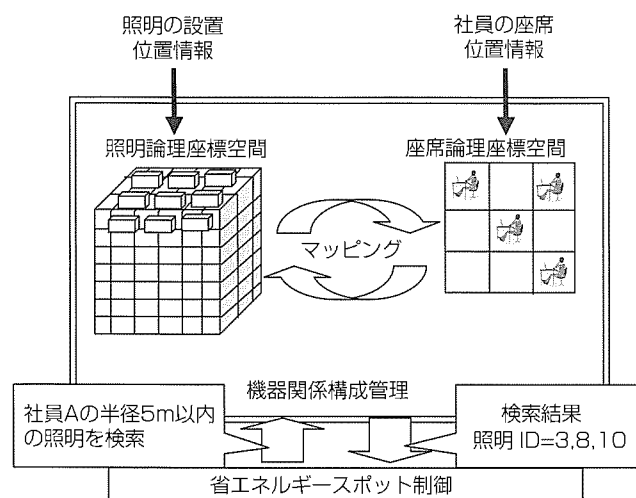 照明の設置
位置情報
社員の座席
位置情報
照明論理座標空間
座席論理座標空間
マッピング
機器関係構成管理
社員Aの半径5m以内
の照明を検索
検索結果
照明 ID=3,8,10
省エネルギースポット制御